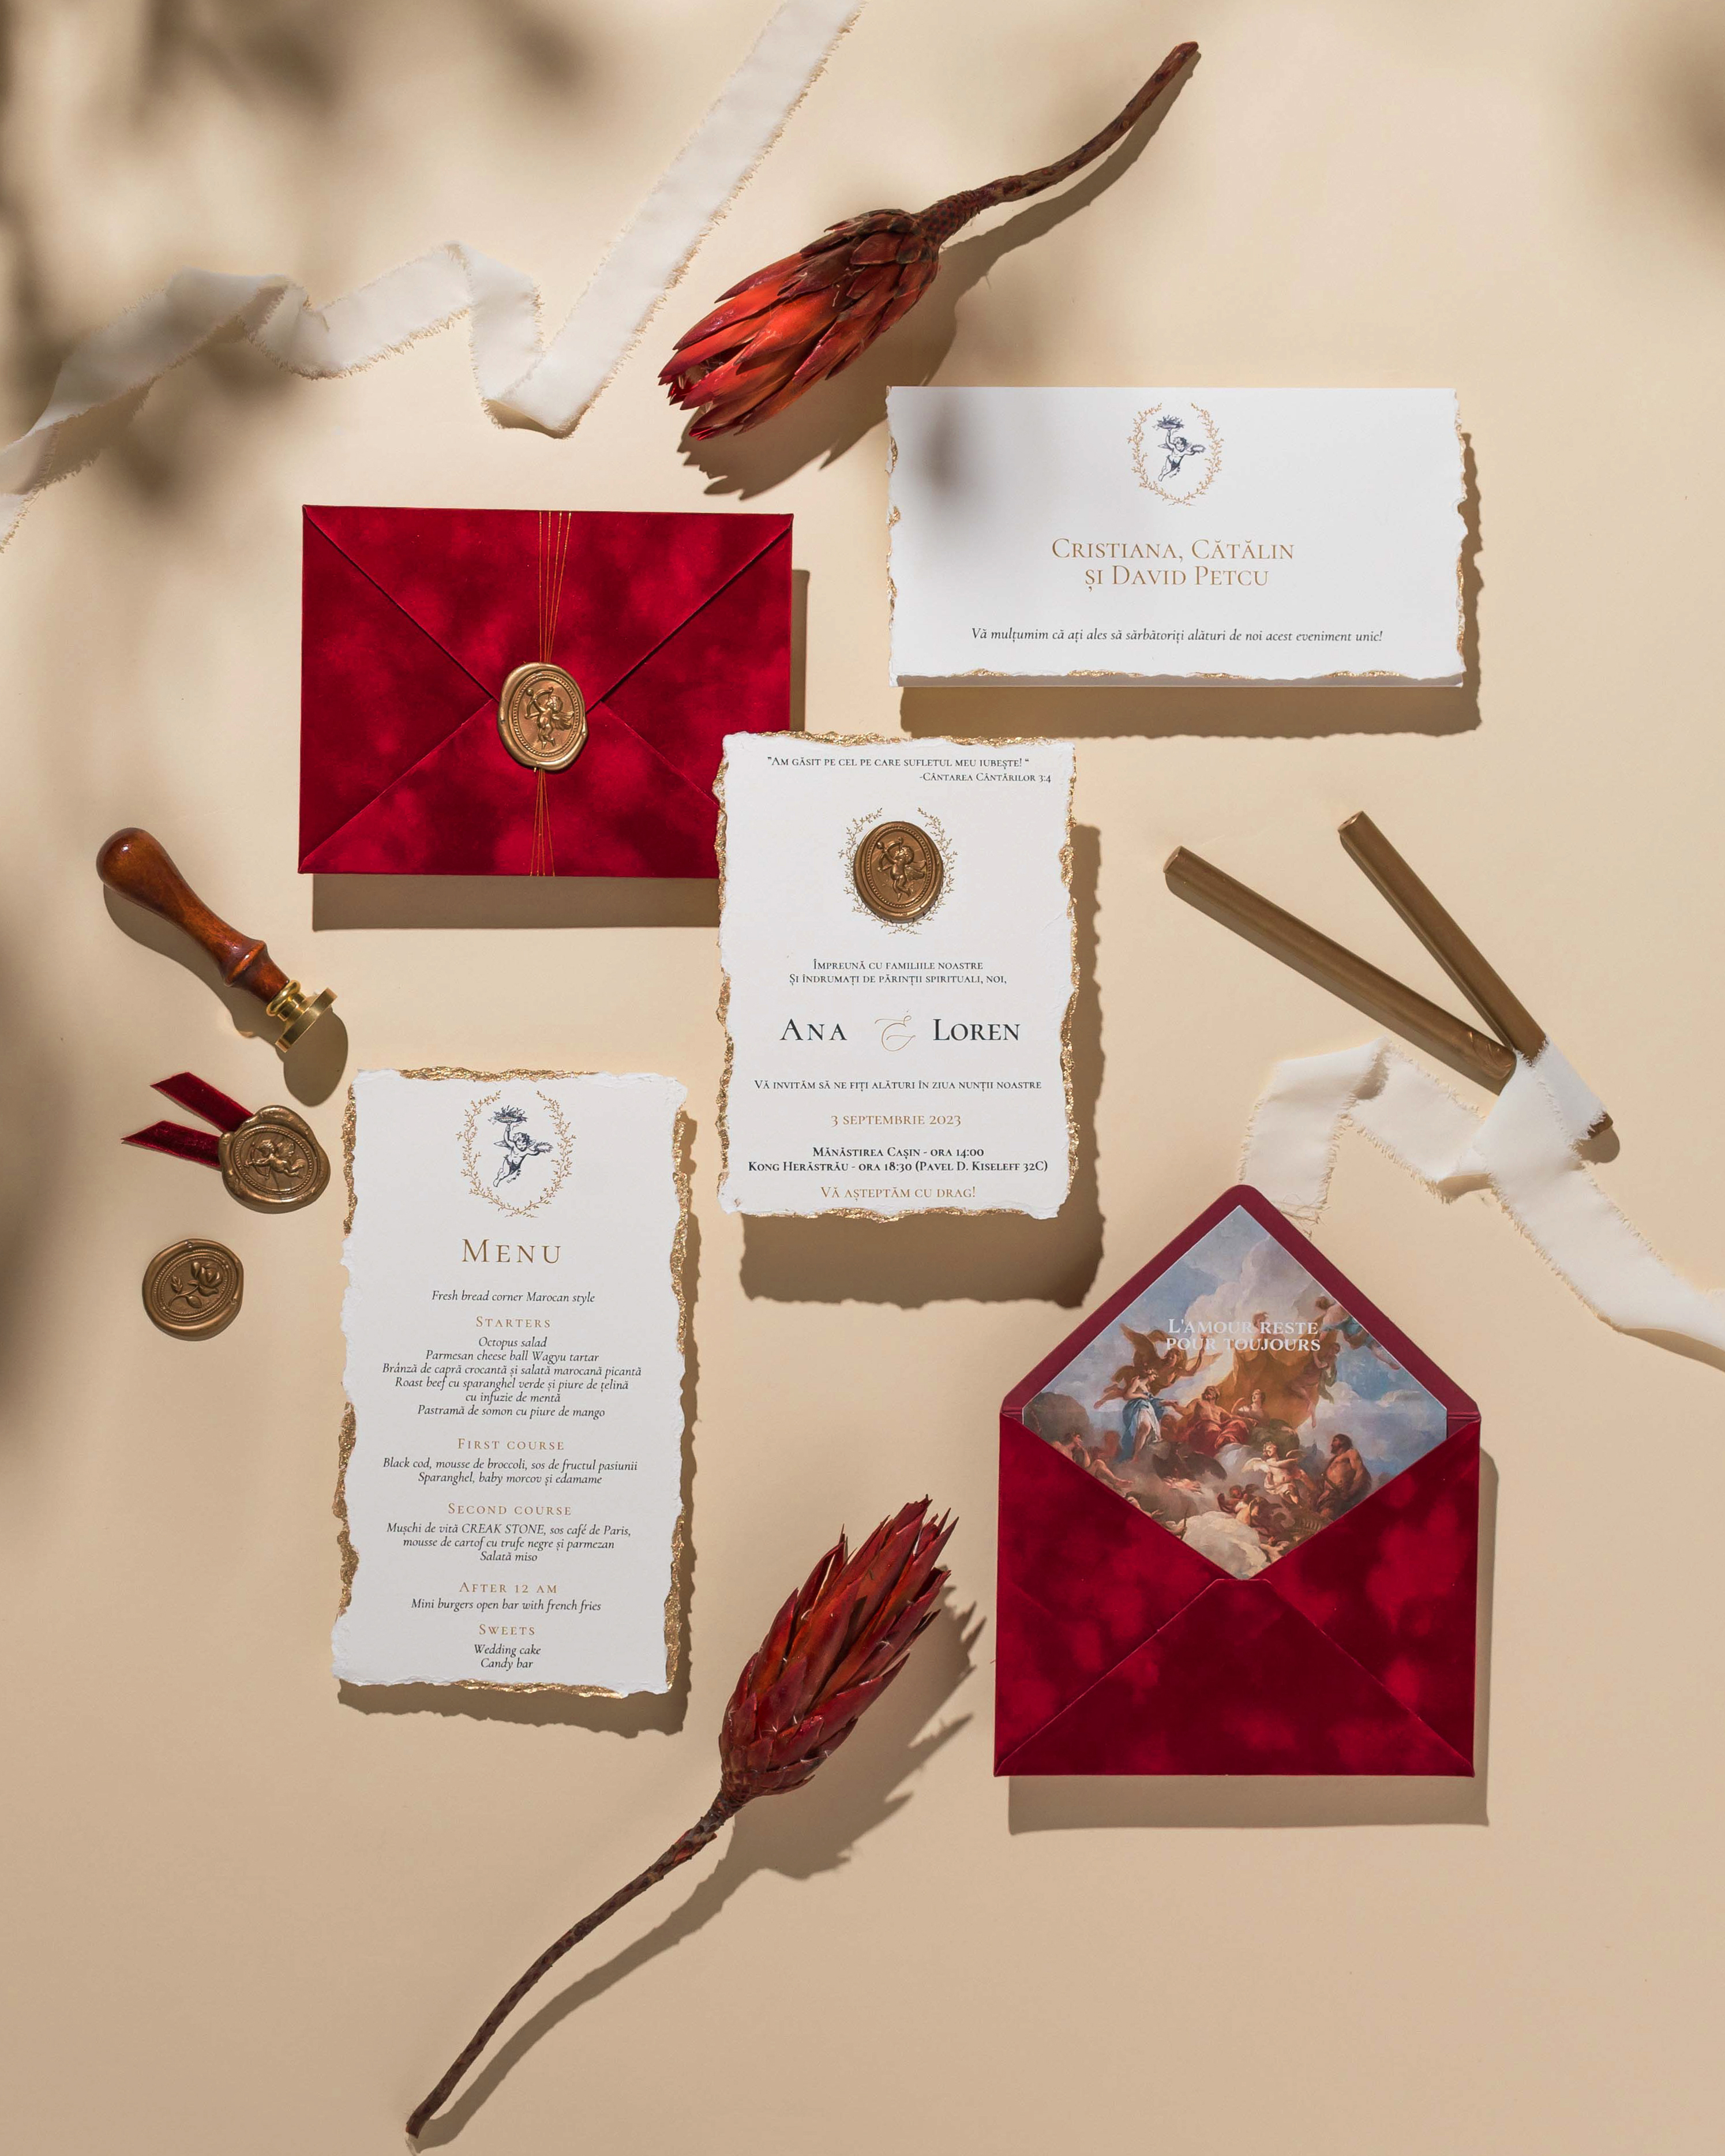 CRISTIANA, CĂTĂLIN
ȘI DAVID PETCU
Vă mulțumim că ați ales să sărbătoriți alături de noi acest eveniment unic!
"AM GĂSIT PE CEL PE CARE SUFLETUL MEU IUBEȘTE! "
-CÂNTAREA CÂNTĂRILOR 3:4
ÎMPREUNĂ CU FAMILIILE NOASTRE
ȘI ÎNDRUMAȚI DE PĂRINȚII SPIRITUALI, NOI,
ANA & LOREN
VĂ INVITĂM SĂ NE FIȚI ALĂTURI ÎN ZIUA NUNȚII NOASTRE
3 SEPTEMBRIE 2023
MĂNĂSTIREA CAȘIN - ORA 14:00
KONG HERĂSTRĂU - ORA 18:30 (PAVEL D. KISELEFF 32C)
VĂ AȘTEPTĂM CU DRAG!
MENU
Fresh bread corner Marocan style
STARTERS
Octopus salad
Parmesan cheese ball Wagyu tartar
Brânză de capră crocantă și salată marocană picantă
Roast beef cu sparanghel verde și piure de țelină
cu infuzie de mentă
Pastramă de somon cu piure de mango
FIRST COURSE
Black cod, mousse de broccoli, sos de fructul pasiunii
Sparanghel, baby morcov și edamame
SECOND COURSE
Mușchi de vită CREAK STONE, sos café de Paris,
mousse de cartof cu trufe negre și parmezan
Salată miso
AFTER 12 AM
Mini burgers open bar with french fries
SWEETS
Wedding cake
Candy bar
L'AMOUR RESTE
POUR TOUJOURS